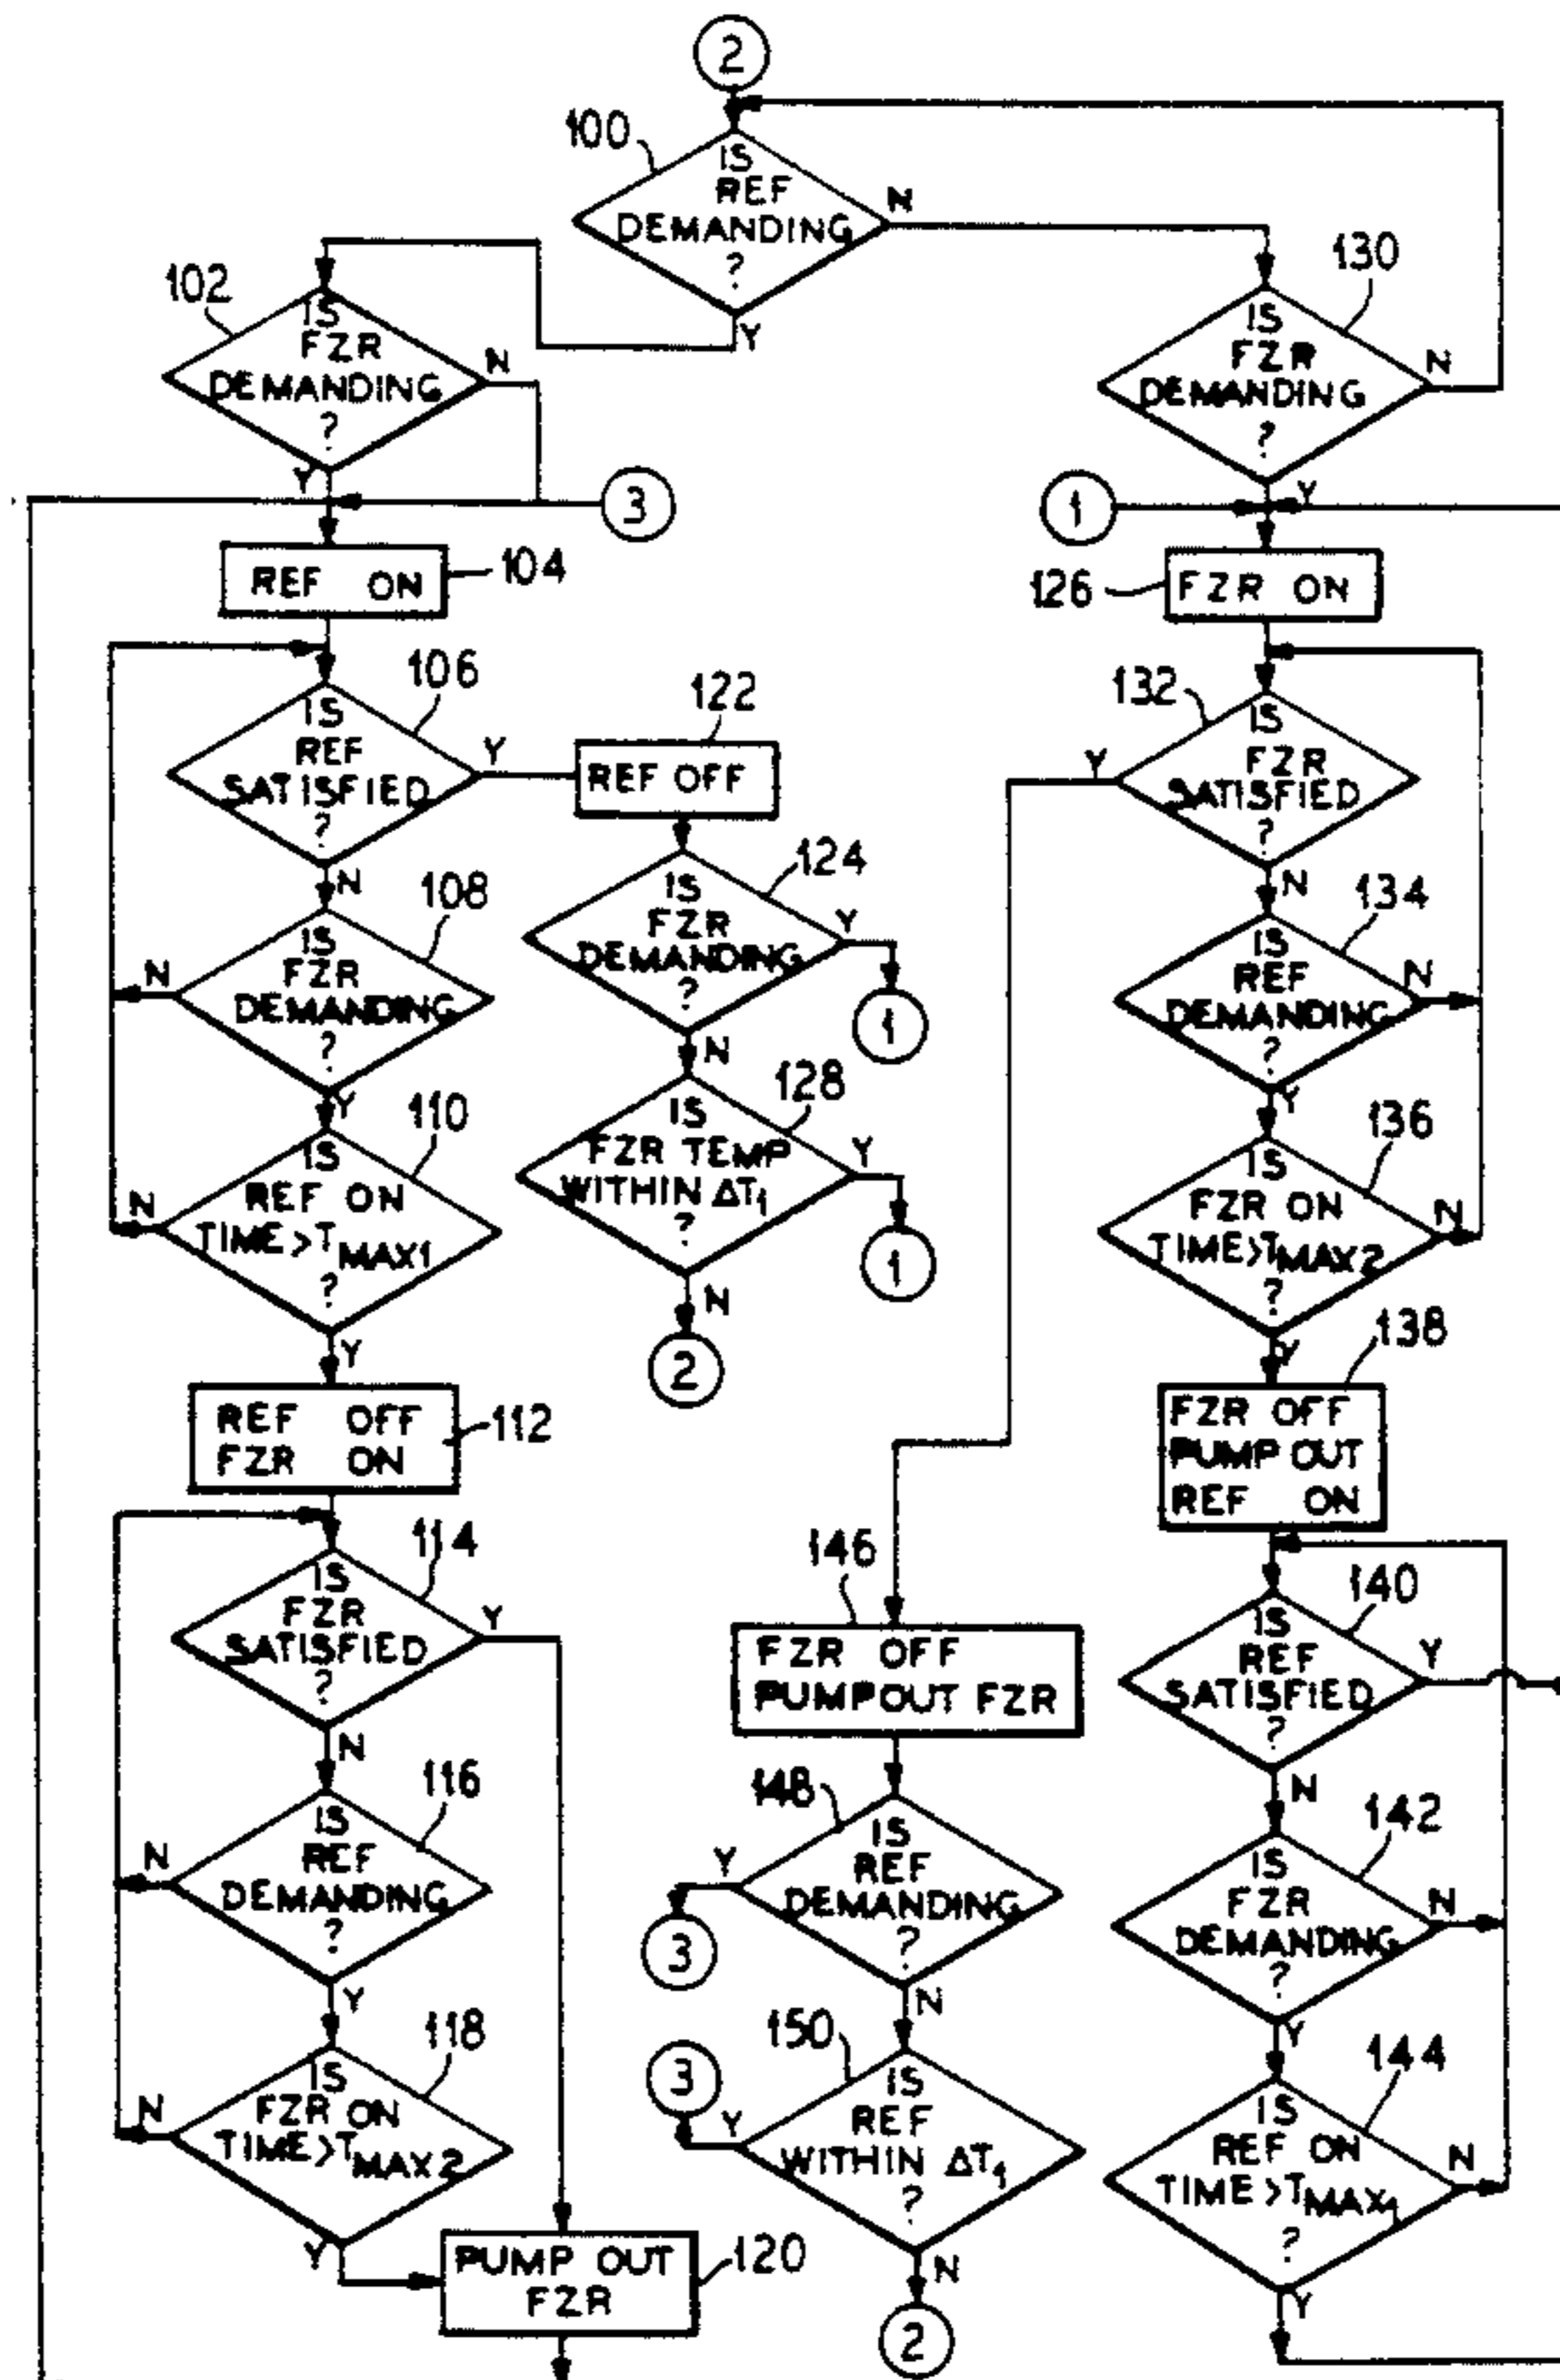 2
100
IS
REF
DEMANDING
?
N
Y
102
IS
FZR
DEMANDING
?
N
Y
3
104
REF ON
106
IS
REF
SATISFIED
?
Y
N
122
REF OFF
108
IS
FZR
DEMANDING
?
N
Y
124
IS
FZR
DEMANDING
?
Y
1
N
110
IS
REF ON
TIME>T MAX1
?
N
Y
128
IS
FZR TEMP
WITHIN ΔT1
?
Y
1
N
2
112
REF OFF
FZR ON
114
IS
FZR
SATISFIED
?
Y
N
116
IS
REF
DEMANDING
?
N
Y
118
IS
FZR ON
TIME>T MAX2
?
N
Y
120
PUMP OUT
FZR
130
IS
FZR
DEMANDING
?
N
Y
1
126
FZR ON
132
IS
FZR
SATISFIED
?
Y
N
134
IS
REF
DEMANDING
?
N
Y
136
IS
FZR ON
TIME>T MAX2
?
N
Y
138
FZR OFF
PUMP OUT
REF ON
146
FZR OFF
PUMPOUT FZR
148
IS
REF
DEMANDING
?
Y
3
N
150
IS
REF
WITHIN ΔT1
?
Y
3
N
2
140
IS
REF
SATISFIED
?
Y
N
142
IS
FZR
DEMANDING
?
N
Y
144
IS
REF ON
TIME>T MAX1
?
N
Y